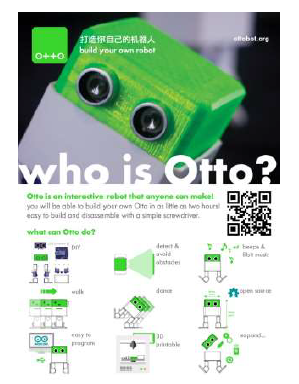 OTTO
打造你自己的机器人
build your own robot
ottobot.org
who is Otto?
Otto is an interactive robot that anyone can make!
you will be able to build your own Otto in as little as two hours!
easy to build and disassemble with a simple screwdriver.
what can Otto do?
DIY
detect &
avoid
obstacles
beeps &
walk
dance
open source
easy to
program
3D
printable
expand...